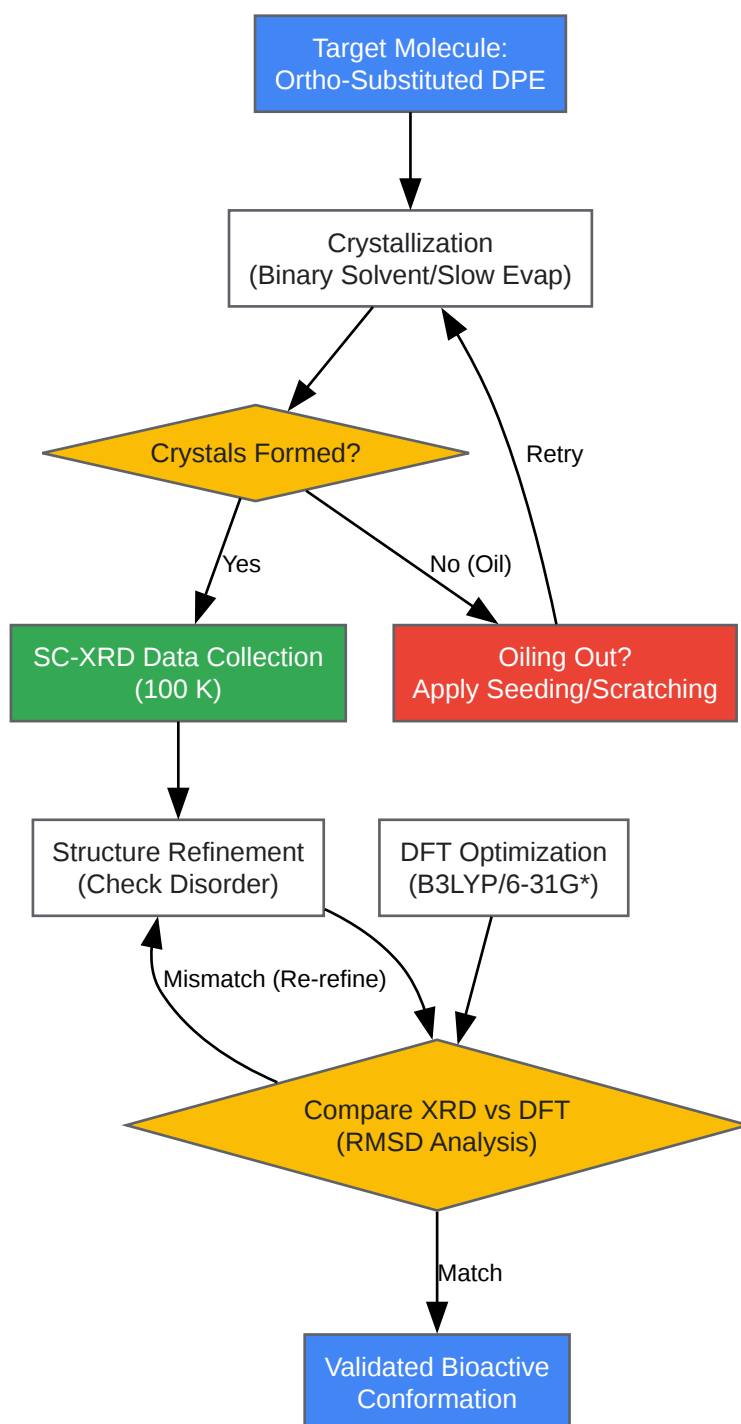 Target Molecule:
Ortho-Substituted DPE
Crystallization
(Binary Solvent/Slow Evap)
Crystals Formed?
Retry
Yes
No (Oil)
SC-XRD Data Collection
(100 K)
Oiling Out?
Apply Seeding/Scratching
Structure Refinement
(Check Disorder)
DFT Optimization
(B3LYP/6-31G*)
Mismatch (Re-refine)
Compare XRD vs DFT
(RMSD Analysis)
Match
Validated Bioactive
Conformation